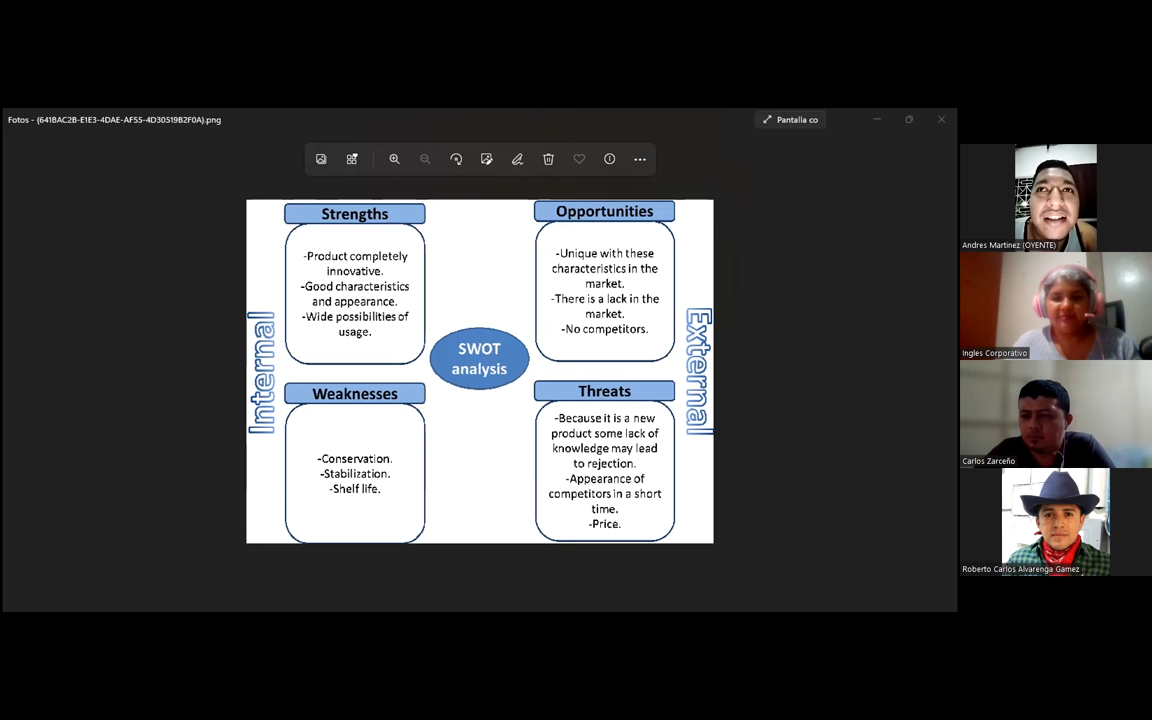 Fotos - {641BAC2B-E1E3-4DAE-AF55-4D30519B2F0A}.png
Pantalla co
Strengths
-Product completely
innovative.
-Good characteristics
and appearance.
-Wide possibilities of
usage.
Opportunities
-Unique with these
characteristics in the
market.
-There is a lack in the
market.
-No competitors.
Internal
SWOT
analysis
External
Weaknesses
-Conservation.
-Stabilization.
-Shelf life.
Threats
-Because it is a new
product some lack of
knowledge may lead
to rejection.
-Appearance of
competitors in a short
time.
-Price.
Andres Martinez (OYENTE)
Ingles Corporativo
Carlos Zarceño
Roberto Carlos Alvarenga Gamez